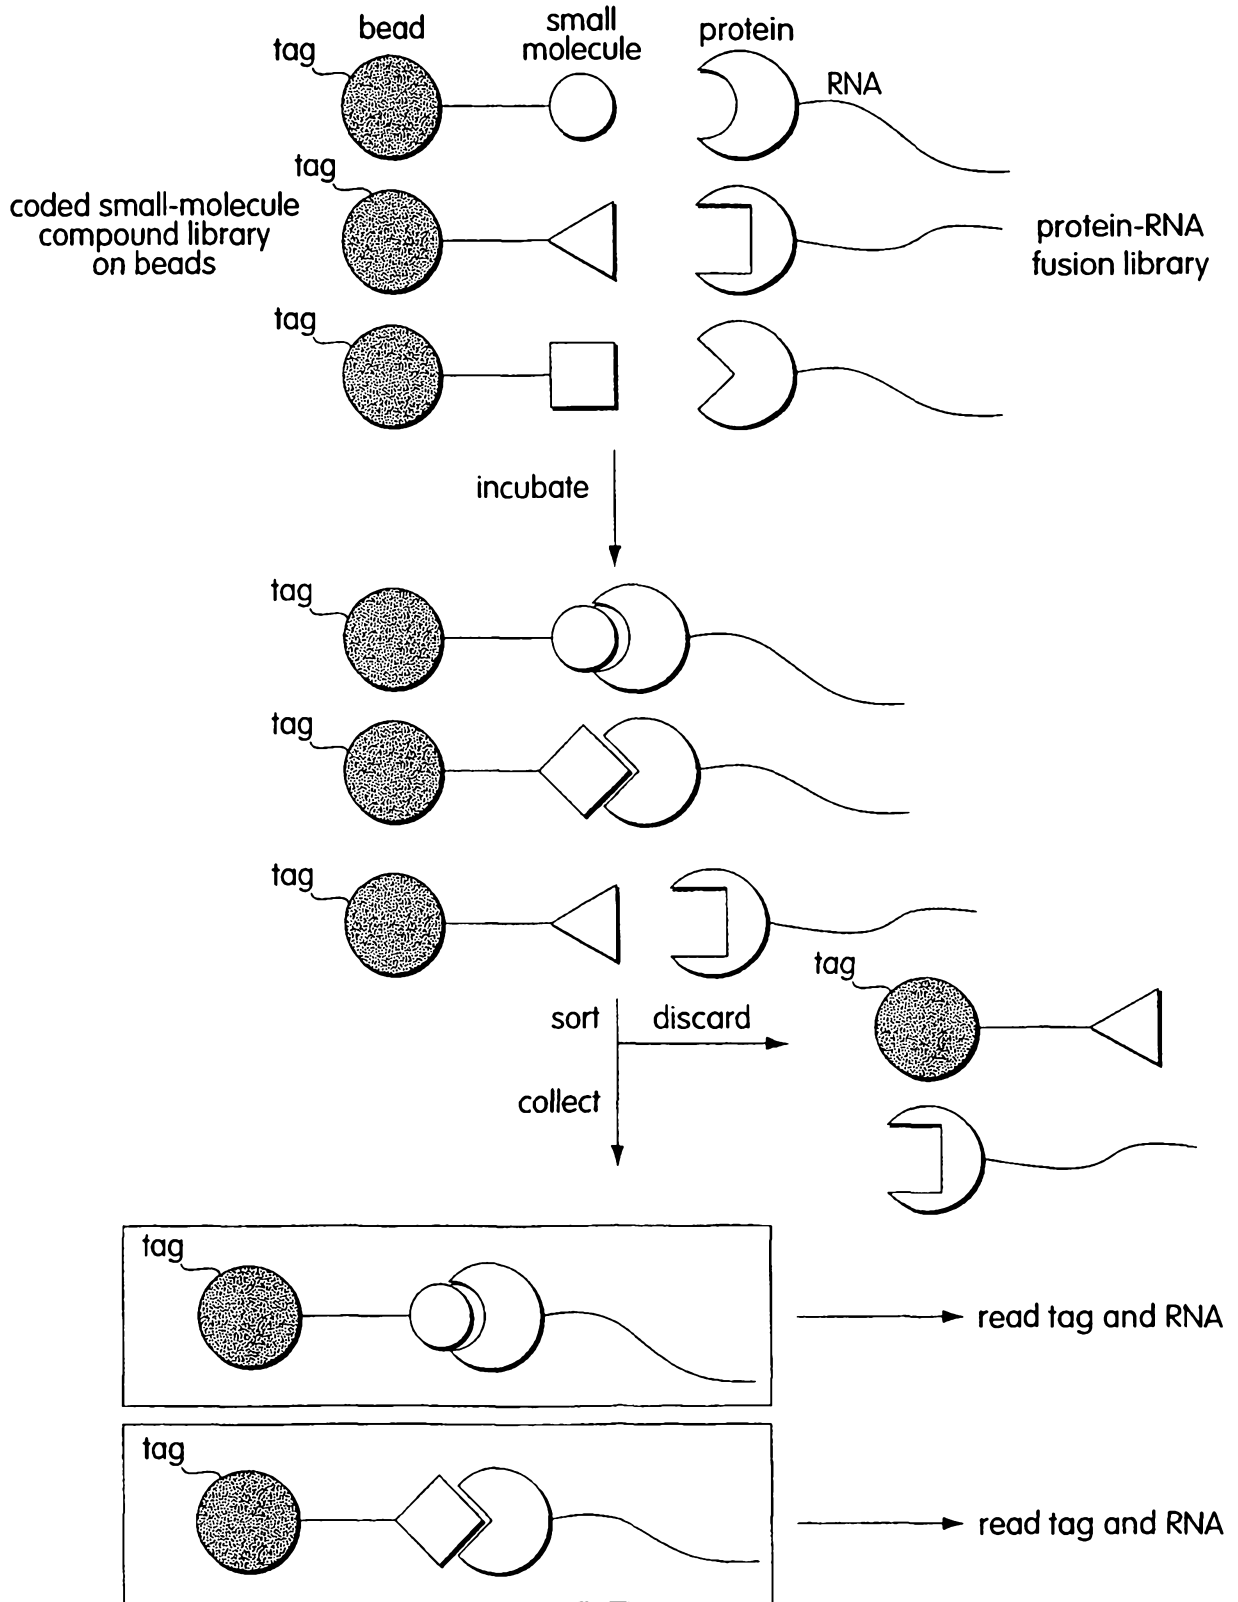 bead
small
molecule
protein
tag
RNA
tag
coded small-molecule
compound library
on beads
protein-RNA
fusion library
tag
incubate
tag
tag
tag
tag
sort
discard
collect
tag
read tag and RNA
tag
read tag and RNA